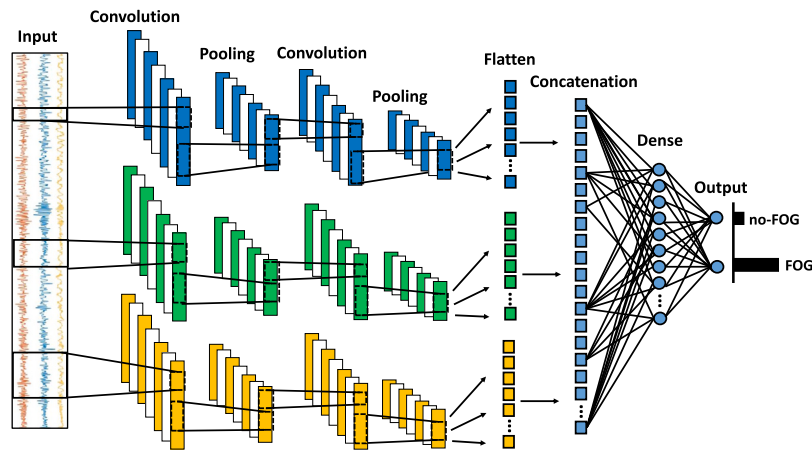 Convolution
Input
Pooling
Convolution
Flatten
Concatenation
Pooling
Dense
Output
no-FOG
FOG